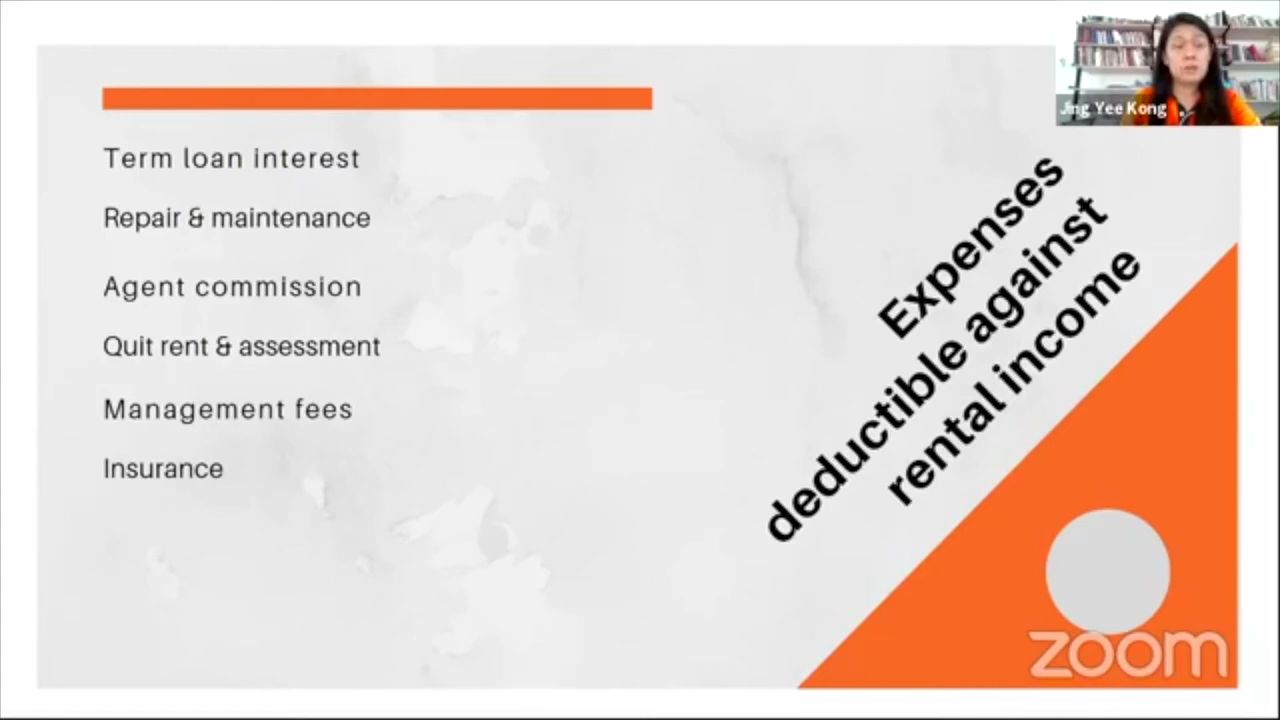 Jing Yee Kong
Term loan interest
Repair & maintenance
Agent commission
Quit rent & assessment
Management fees
Insurance
Expenses
deductible against
rental income
zoom